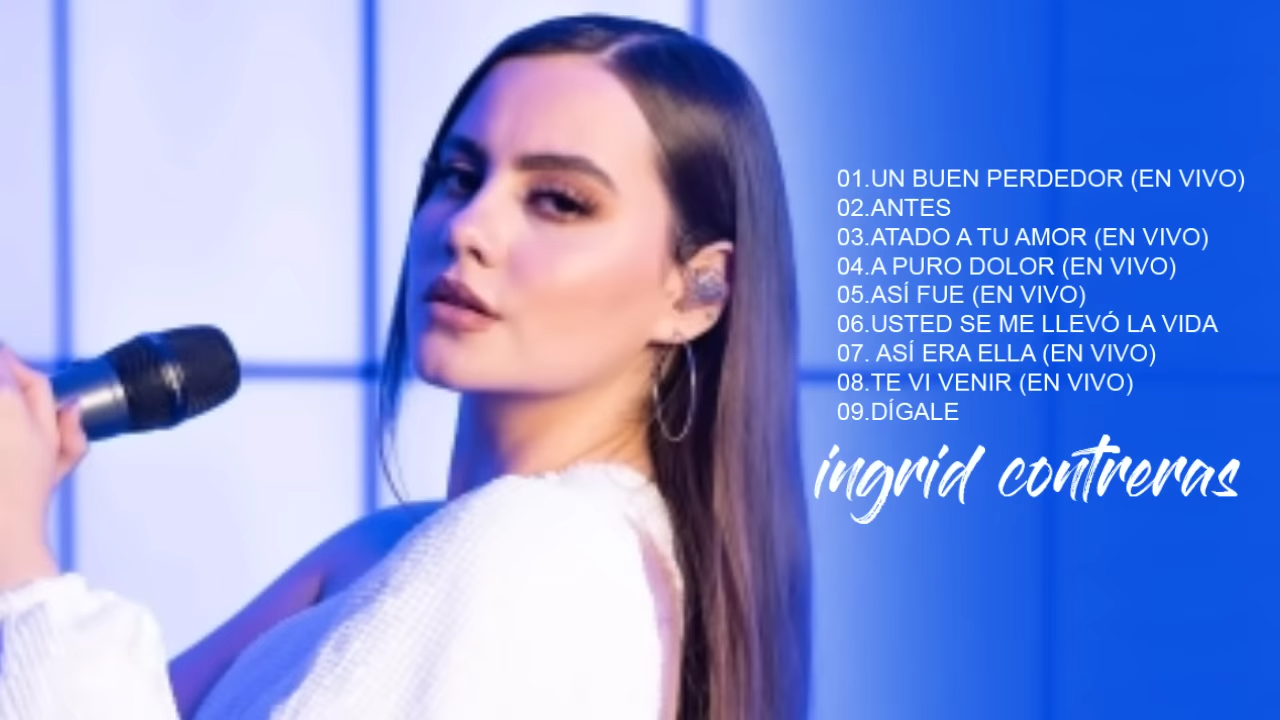 01.UN BUEN PERDEDOR (EN VIVO)
02.ANTES
03.ATADO A TU AMOR (EN VIVO)
04.A PURO DOLOR (EN VIVO)
05.ASÍ FUE (EN VIVO)
06.USTED SE ME LLEVÓ LA VIDA
07. ASÍ ERA ELLA (EN VIVO)
08.TE VI VENIR (EN VIVO)
09.DÍGALE
ingrid contreras